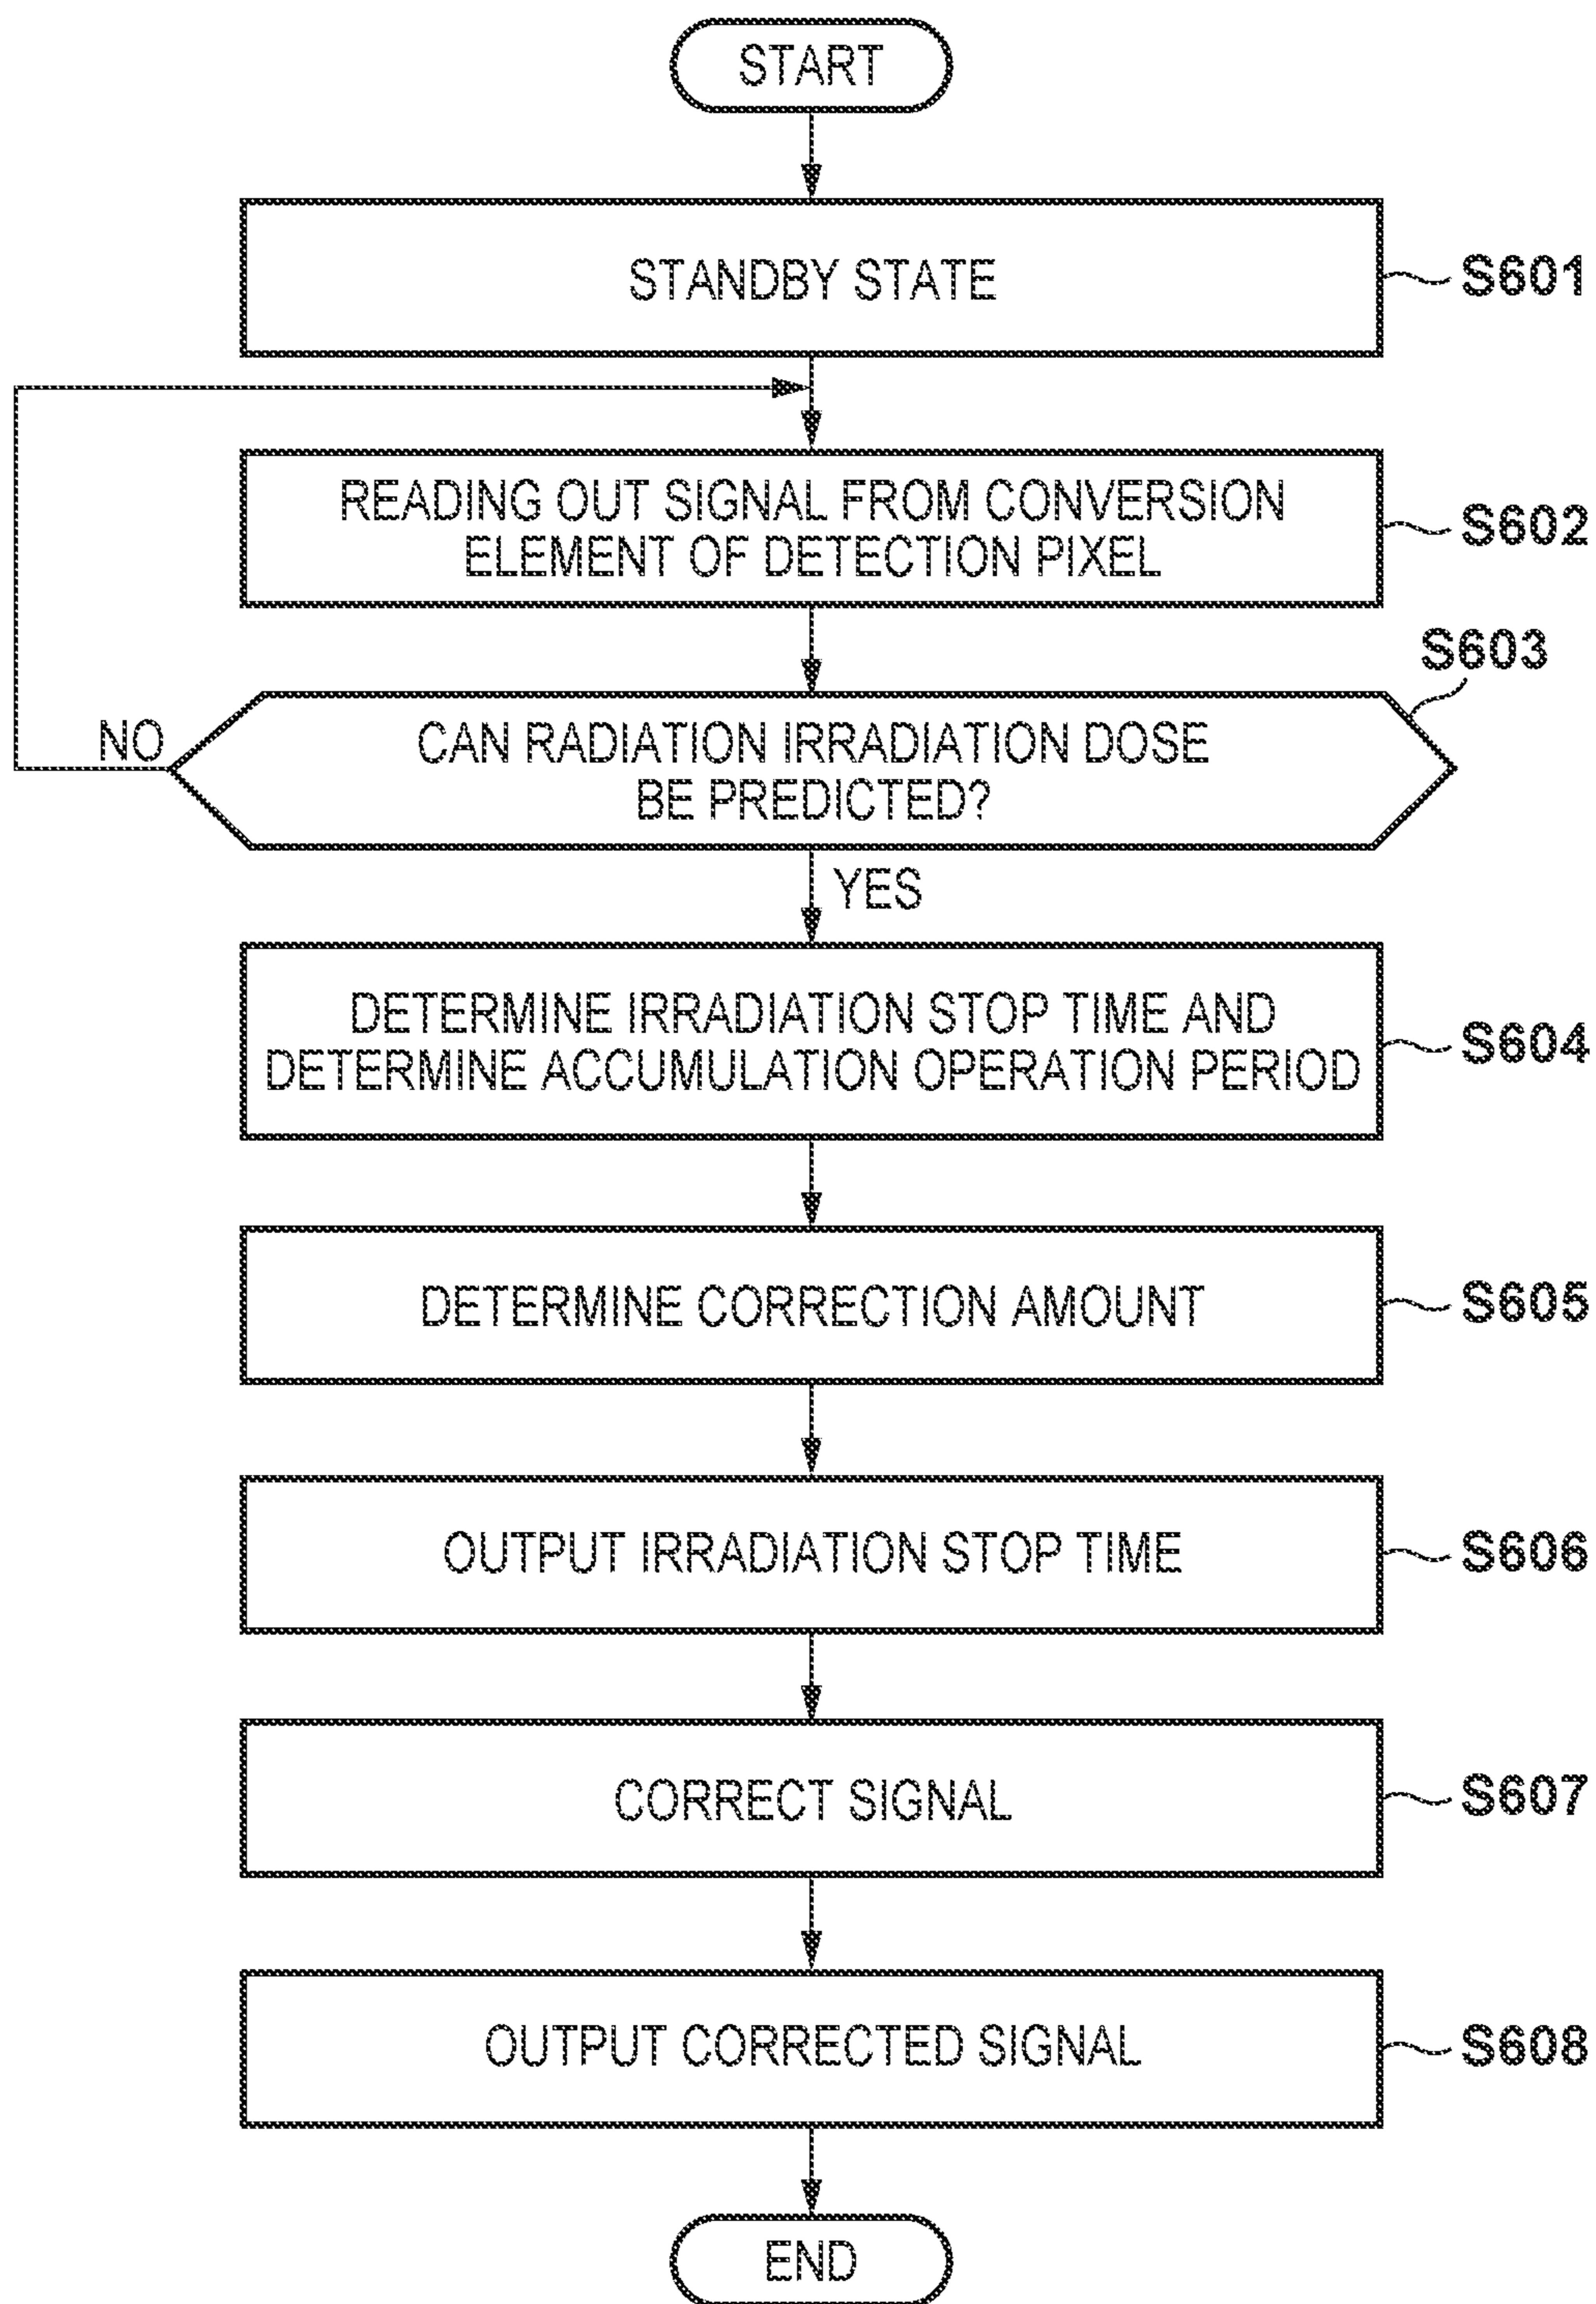 START
STANDBY STATE
S601
READING OUT SIGNAL FROM CONVERSION
ELEMENT OF DETECTION PIXEL
S602
S603
CAN RADIATION IRRADIATION DOSE
BE PREDICTED?
NO
YES
DETERMINE IRRADIATION STOP TIME AND
DETERMINE ACCUMULATION OPERATION PERIOD
S604
DETERMINE CORRECTION AMOUNT
S605
OUTPUT IRRADIATION STOP TIME
S606
CORRECT SIGNAL
S607
OUTPUT CORRECTED SIGNAL
S608
END